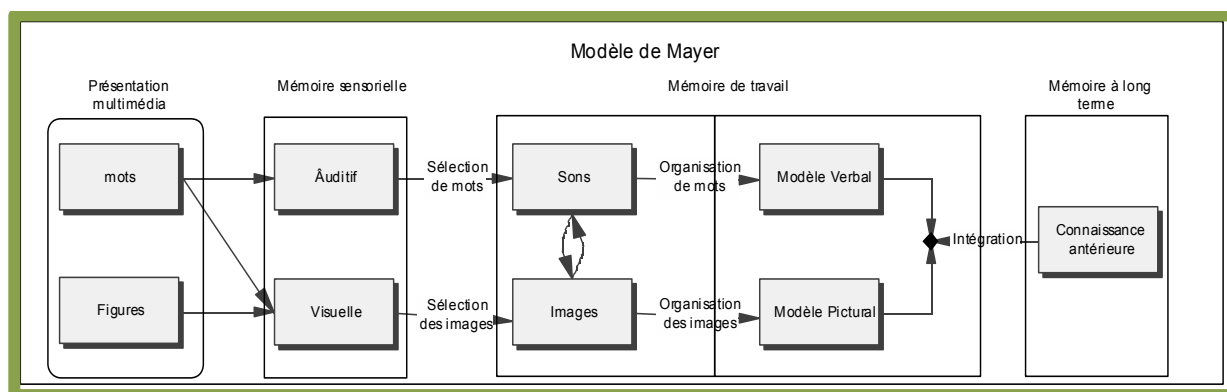 Modèle de Mayer
Présentation
multimédia
Mémoire sensorielle
Mémoire de travail
Mémoire à long
terme
mots
Âuditif
Sélection
de mots
Sons
Organisation
de mots
Modèle Verbal
Intégration
Connaissance
antérieure
Figures
Visuelle
Sélection
des images
Images
Organisation
des images
Modèle Pictural